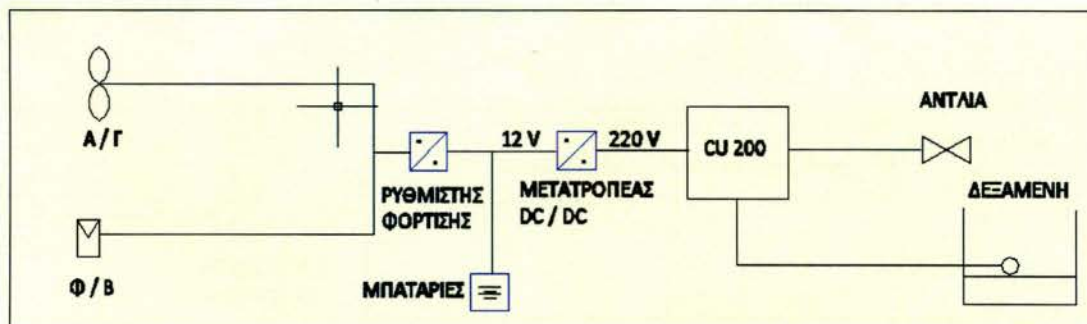 Α / Γ
Φ / Β
ΡΥΘΜΙΣΤΗΣ
ΦΟΡΤΙΣΗΣ
ΜΠΑΤΑΡΙΕΣ
12 V
ΜΕΤΑΤΡΟΠΕΑΣ
DC / DC
220 V
CU 200
ΑΝΤΛΙΑ
ΔΕΞΑΜΕΝΗ